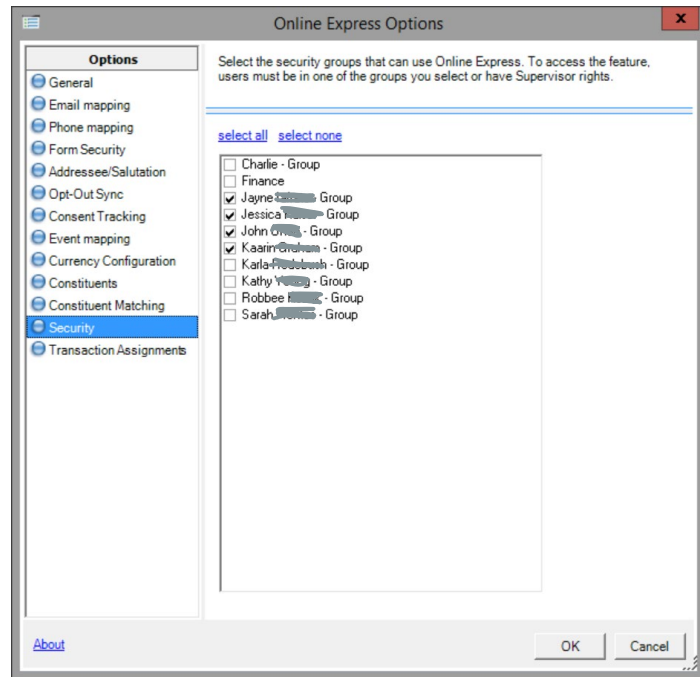 Online Express Options
x
Options
General
Email mapping
Phone mapping
Form Security
Addressee/Salutation
Opt-Out Sync
Consent Tracking
Event mapping
Currency Configuration
Constituents
Constituent Matching
Security
Transaction Assignments
Select the security groups that can use Online Express. To access the feature,
users must be in one of the groups you select or have Supervisor rights.
select all select none
Charlie - Group
Finance
Jayne Group
Jessica - Group
John - Group
Kaarin - Group
Karla - Group
Kathy - Group
Robbee - Group
Sarah - Group
About
OK Cancel